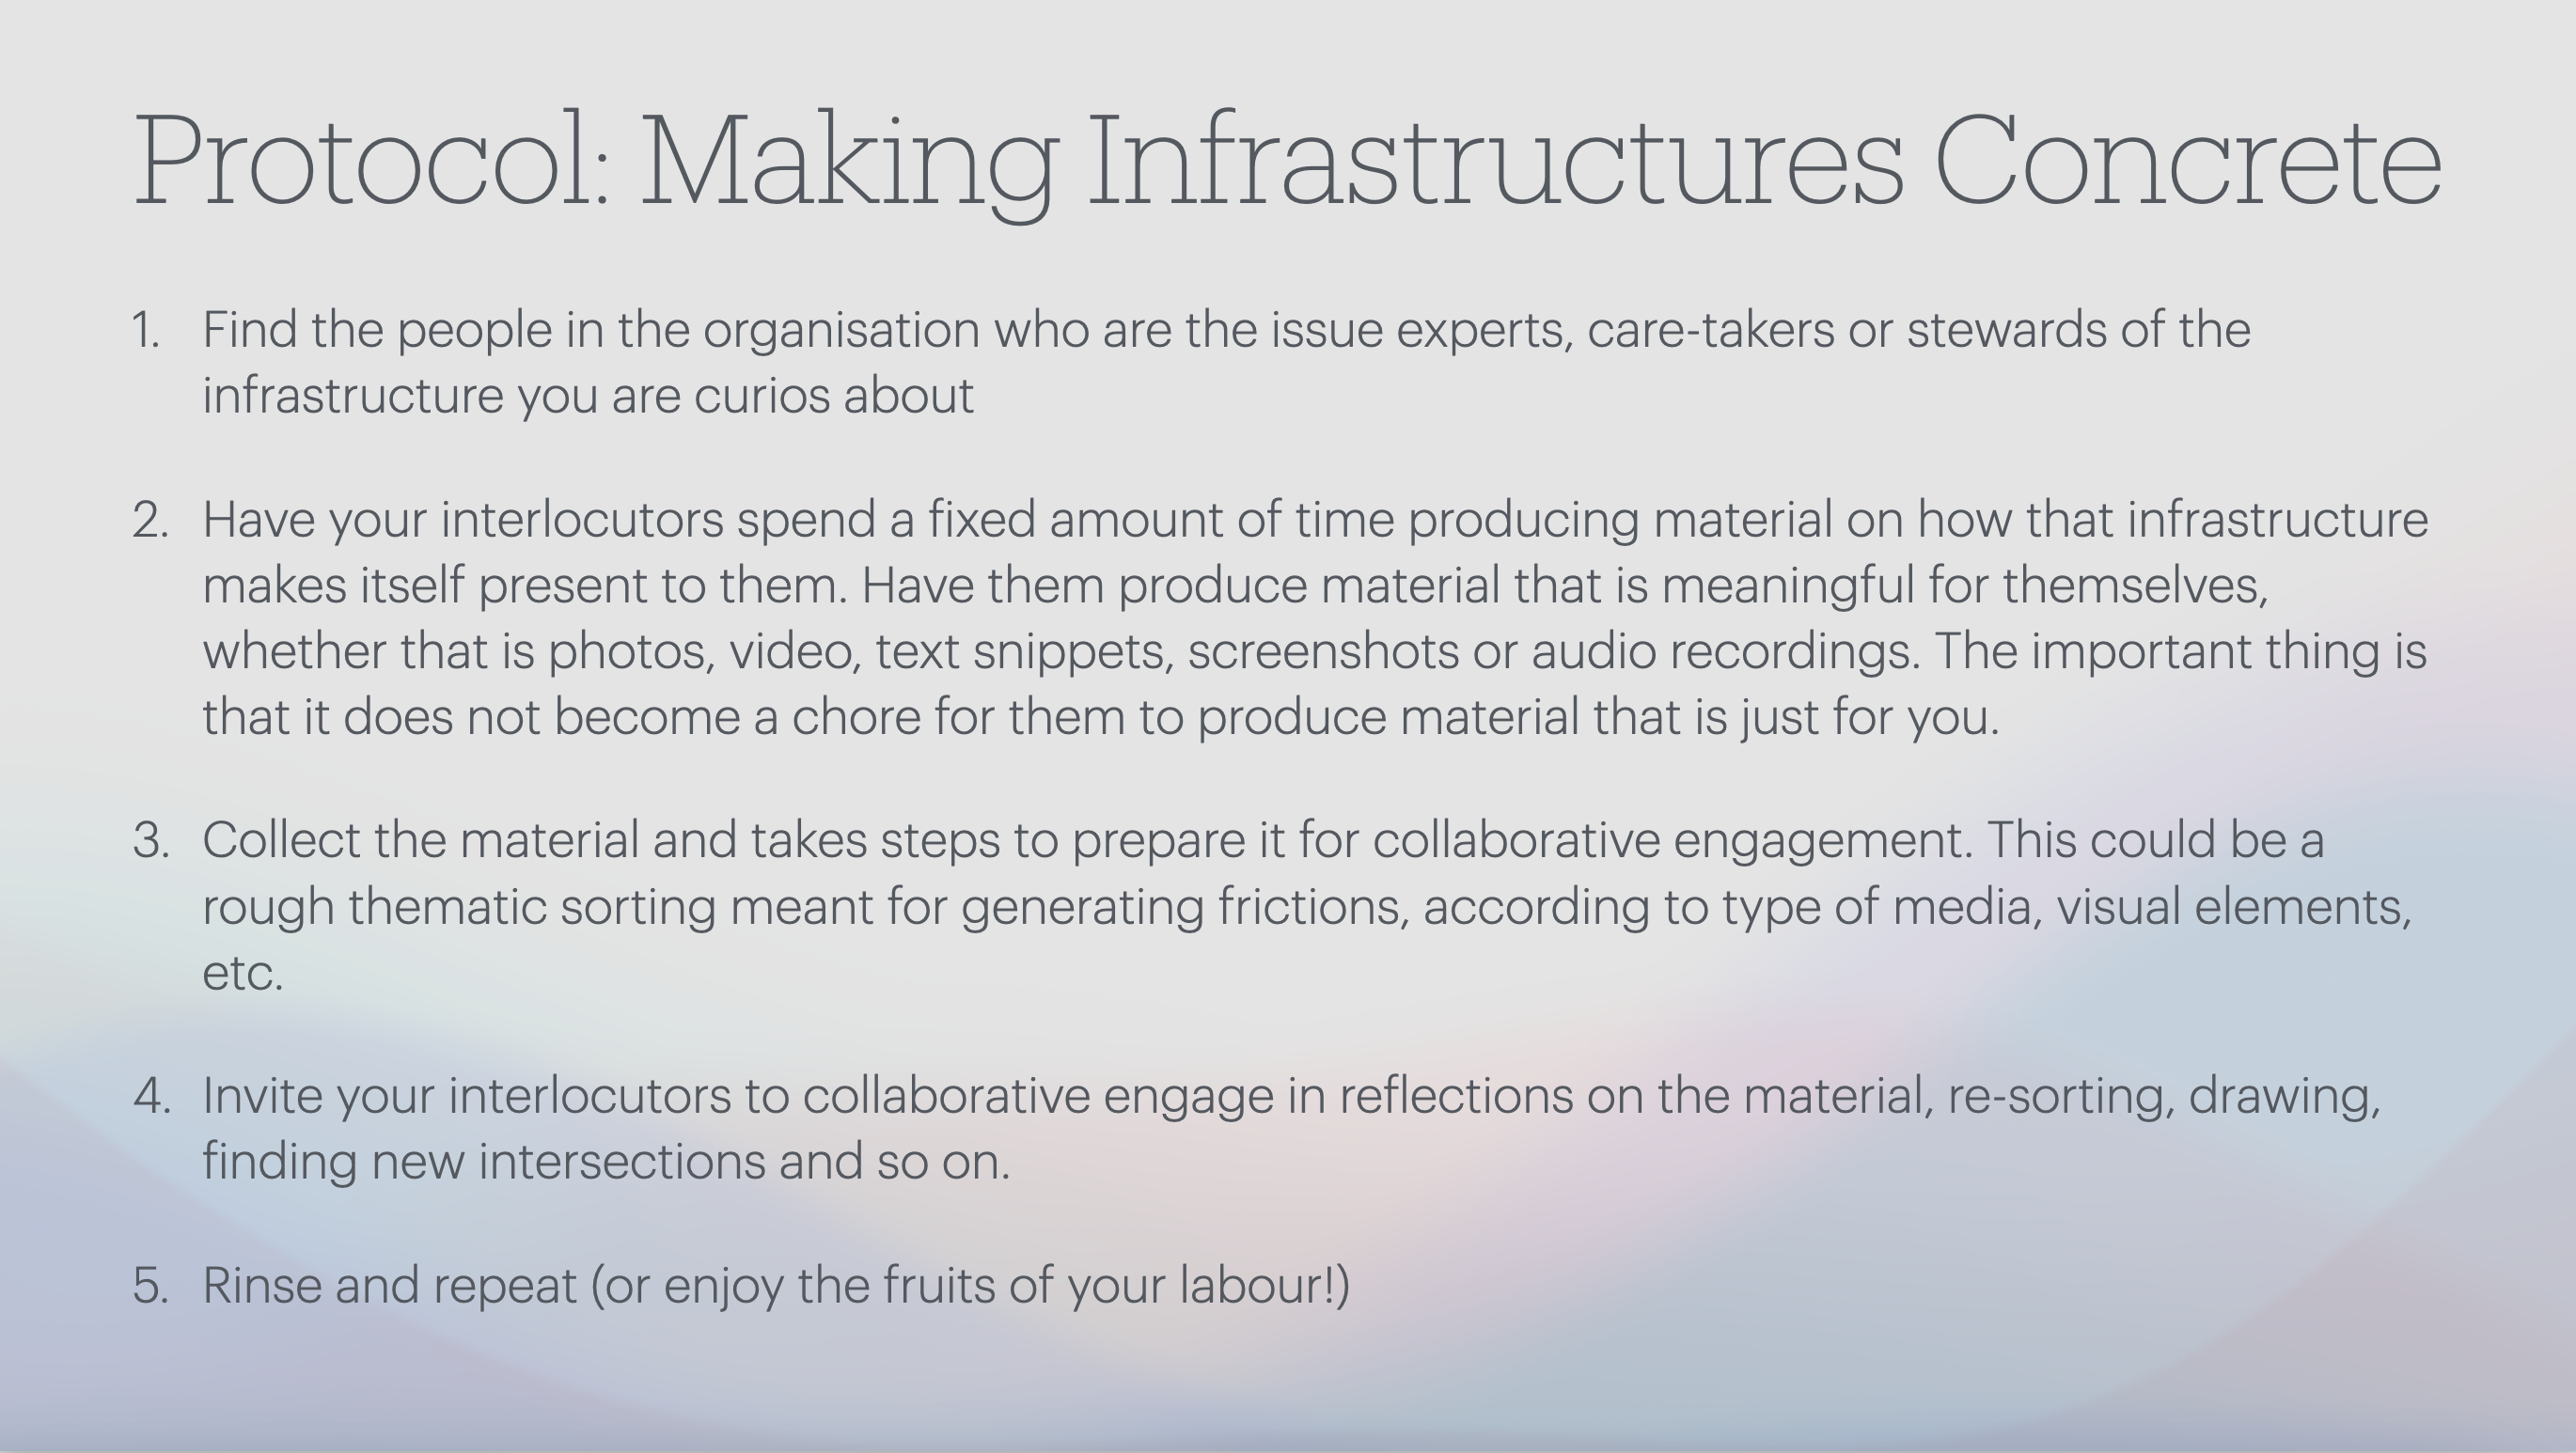 Protocol: Making Infrastructures Concrete
1. Find the people in the organisation who are the issue experts, care-takers or stewards of the
infrastructure you are curios about
2. Have your interlocutors spend a fixed amount of time producing material on how that infrastructure
makes itself present to them. Have them produce material that is meaningful for themselves,
whether that is photos, video, text snippets, screenshots or audio recordings. The important thing is
that it does not become a chore for them to produce material that is just for you.
3. Collect the material and takes steps to prepare it for collaborative engagement. This could be a
rough thematic sorting meant for generating frictions, according to type of media, visual elements,
etc.
4. Invite your interlocutors to collaborative engage in reflections on the material, re-sorting, drawing,
finding new intersections and so on.
5. Rinse and repeat (or enjoy the fruits of your labour!)